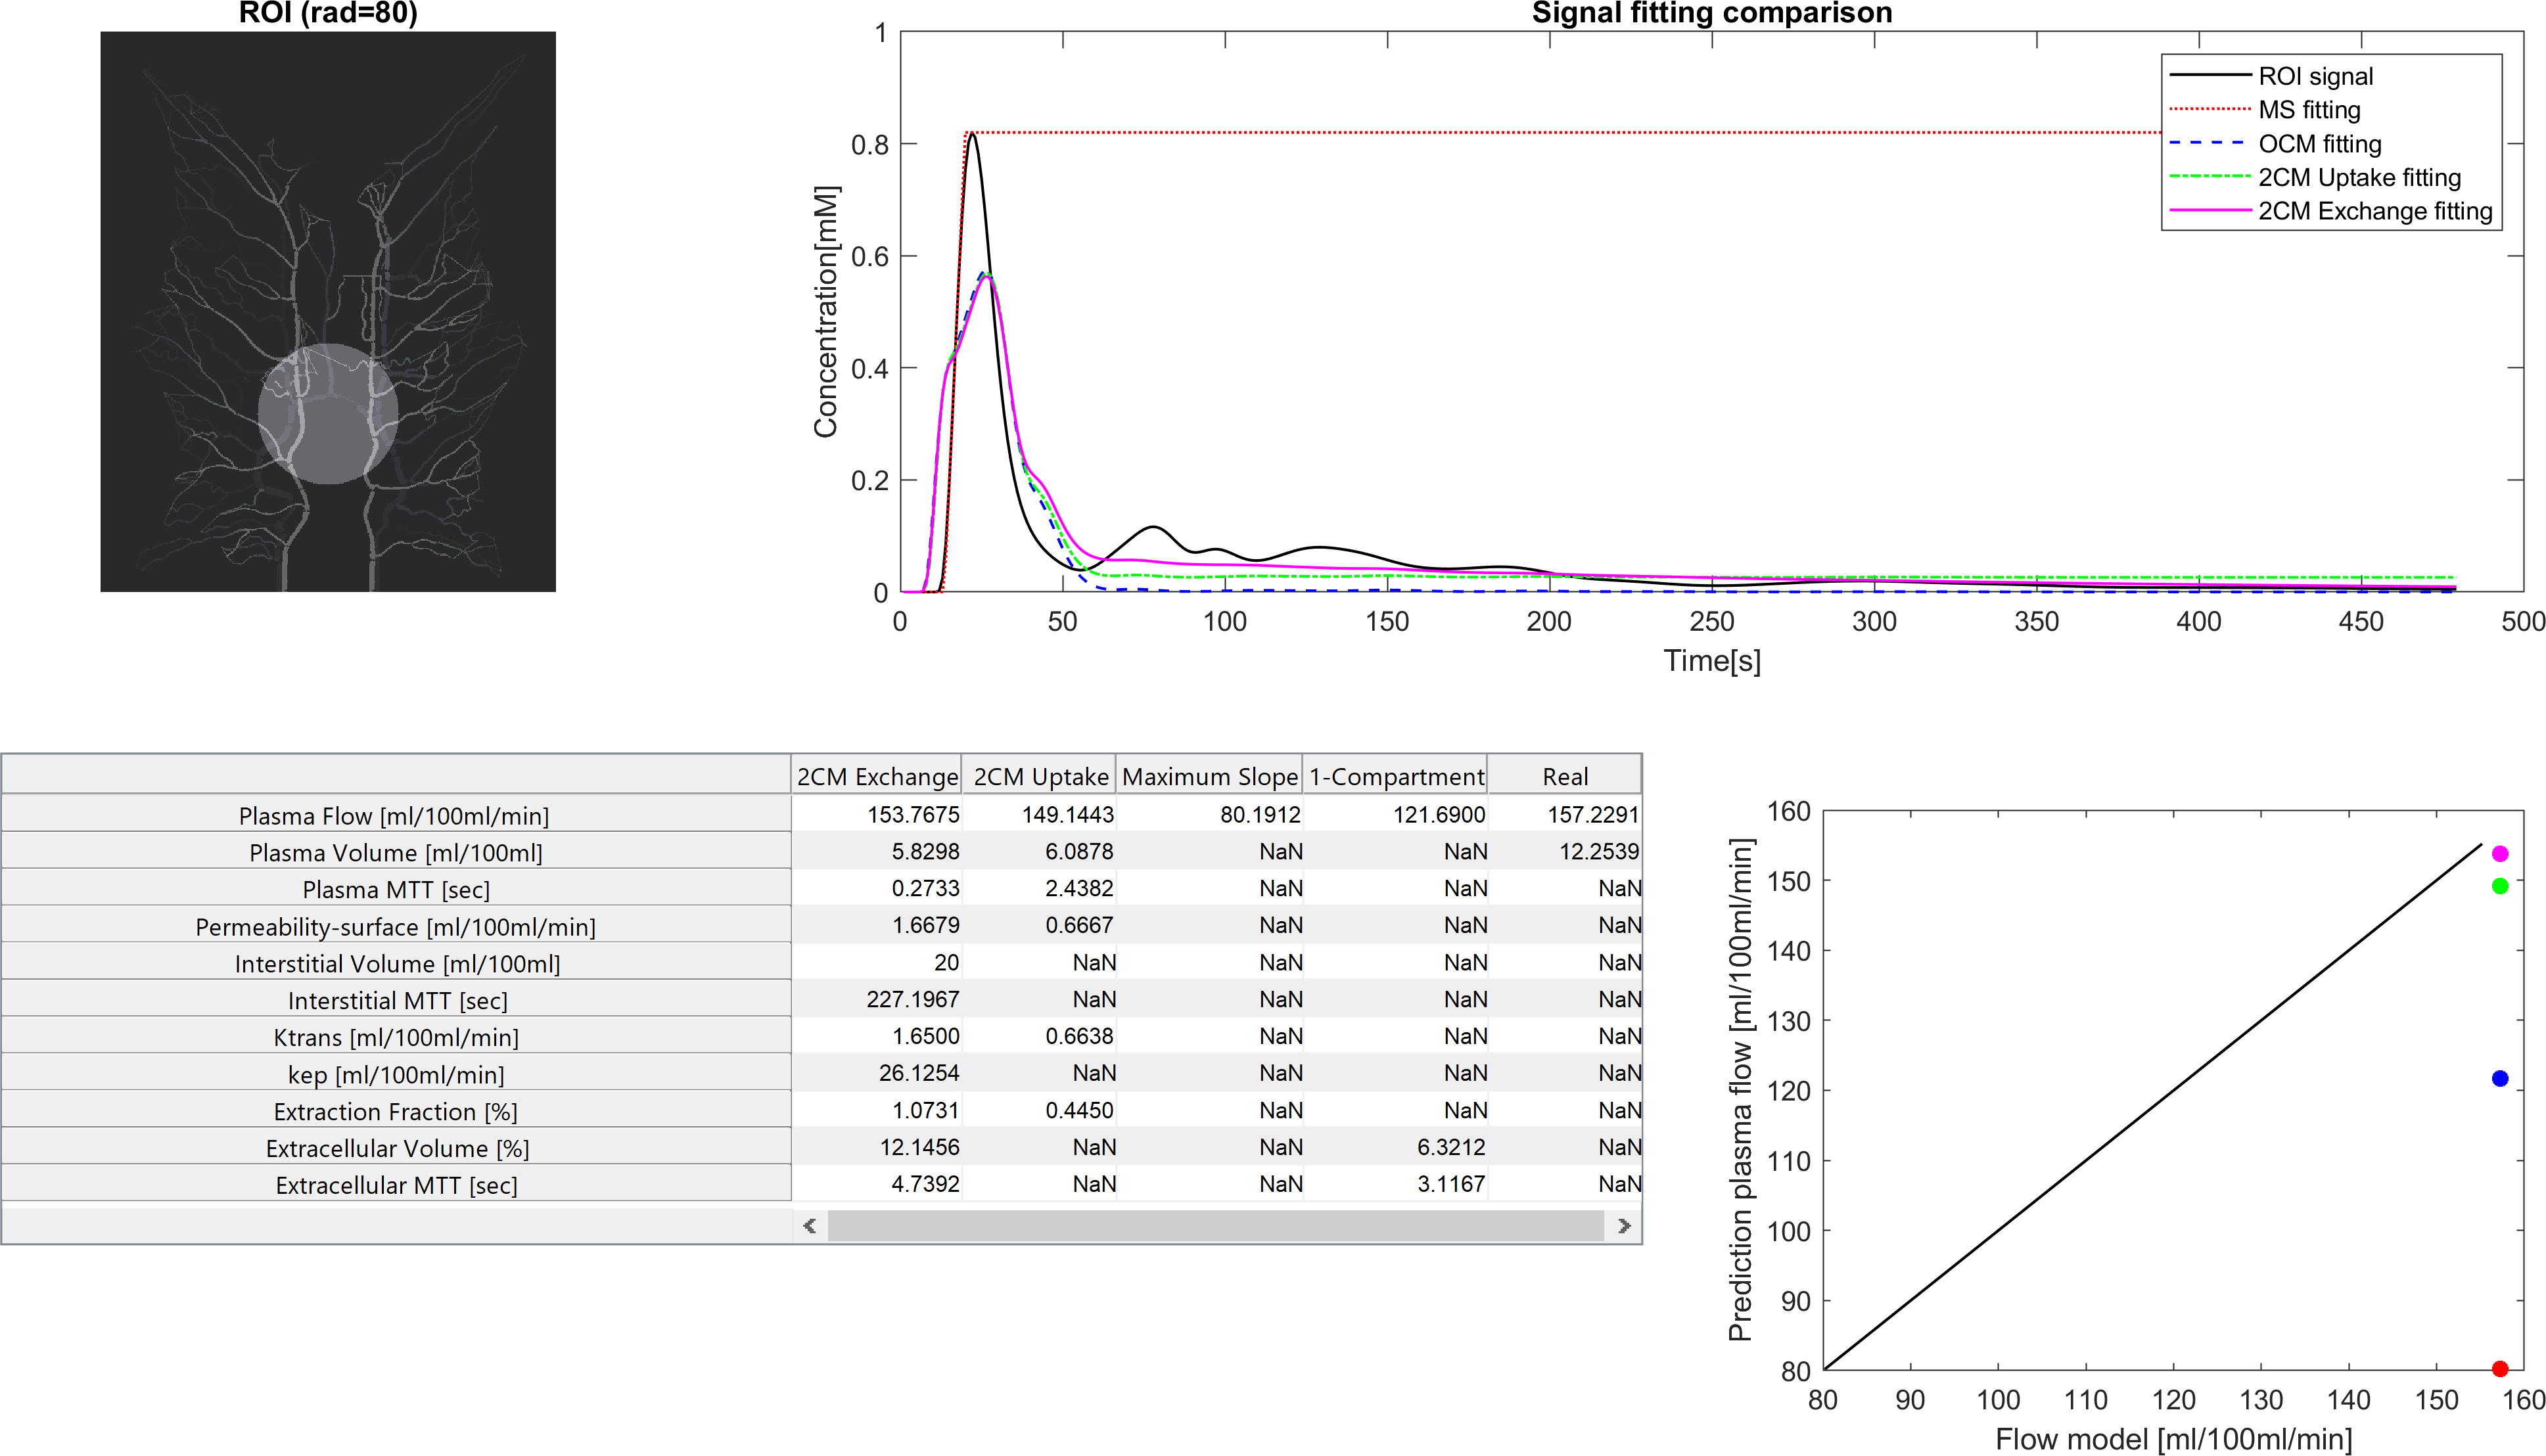 ROI (rad=80)
Signal fitting comparison
1
0.8
0.6
0.4
0.2
0
Concentration[mM]
0 50 100 150 200 250 300 350 400 450 500
Time[s]
ROI signal
MS fitting
OCM fitting
2CM Uptake fitting
2CM Exchange fitting
2CM Exchange 2CM Uptake Maximum Slope 1-Compartment Real
Plasma Flow [ml/100ml/min] 153.7675 149.1443 80.1912 121.6900 157.2291
Plasma Volume [ml/100ml] 5.8298 6.0878 NaN NaN 12.2539
Plasma MTT [sec] 0.2733 2.4382 NaN NaN NaN
Permeability-surface [ml/100ml/min] 1.6679 0.6667 NaN NaN NaN
Interstitial Volume [ml/100ml] 20 NaN NaN NaN NaN
Interstitial MTT [sec] 227.1967 NaN NaN NaN NaN
Ktrans [ml/100ml/min] 1.6500 0.6638 NaN NaN NaN
kep [ml/100ml/min] 26.1254 NaN NaN NaN NaN
Extraction Fraction [%] 1.0731 0.4450 NaN NaN NaN
Extracellular Volume [%] 12.1456 NaN NaN 6.3212 NaN
Extracellular MTT [sec] 4.7392 NaN NaN 3.1167 NaN
160
150
140
130
120
110
100
90
80
Prediction plasma flow [ml/100ml/min]
80 90 100 110 120 130 140 150 160
Flow model [ml/100ml/min]